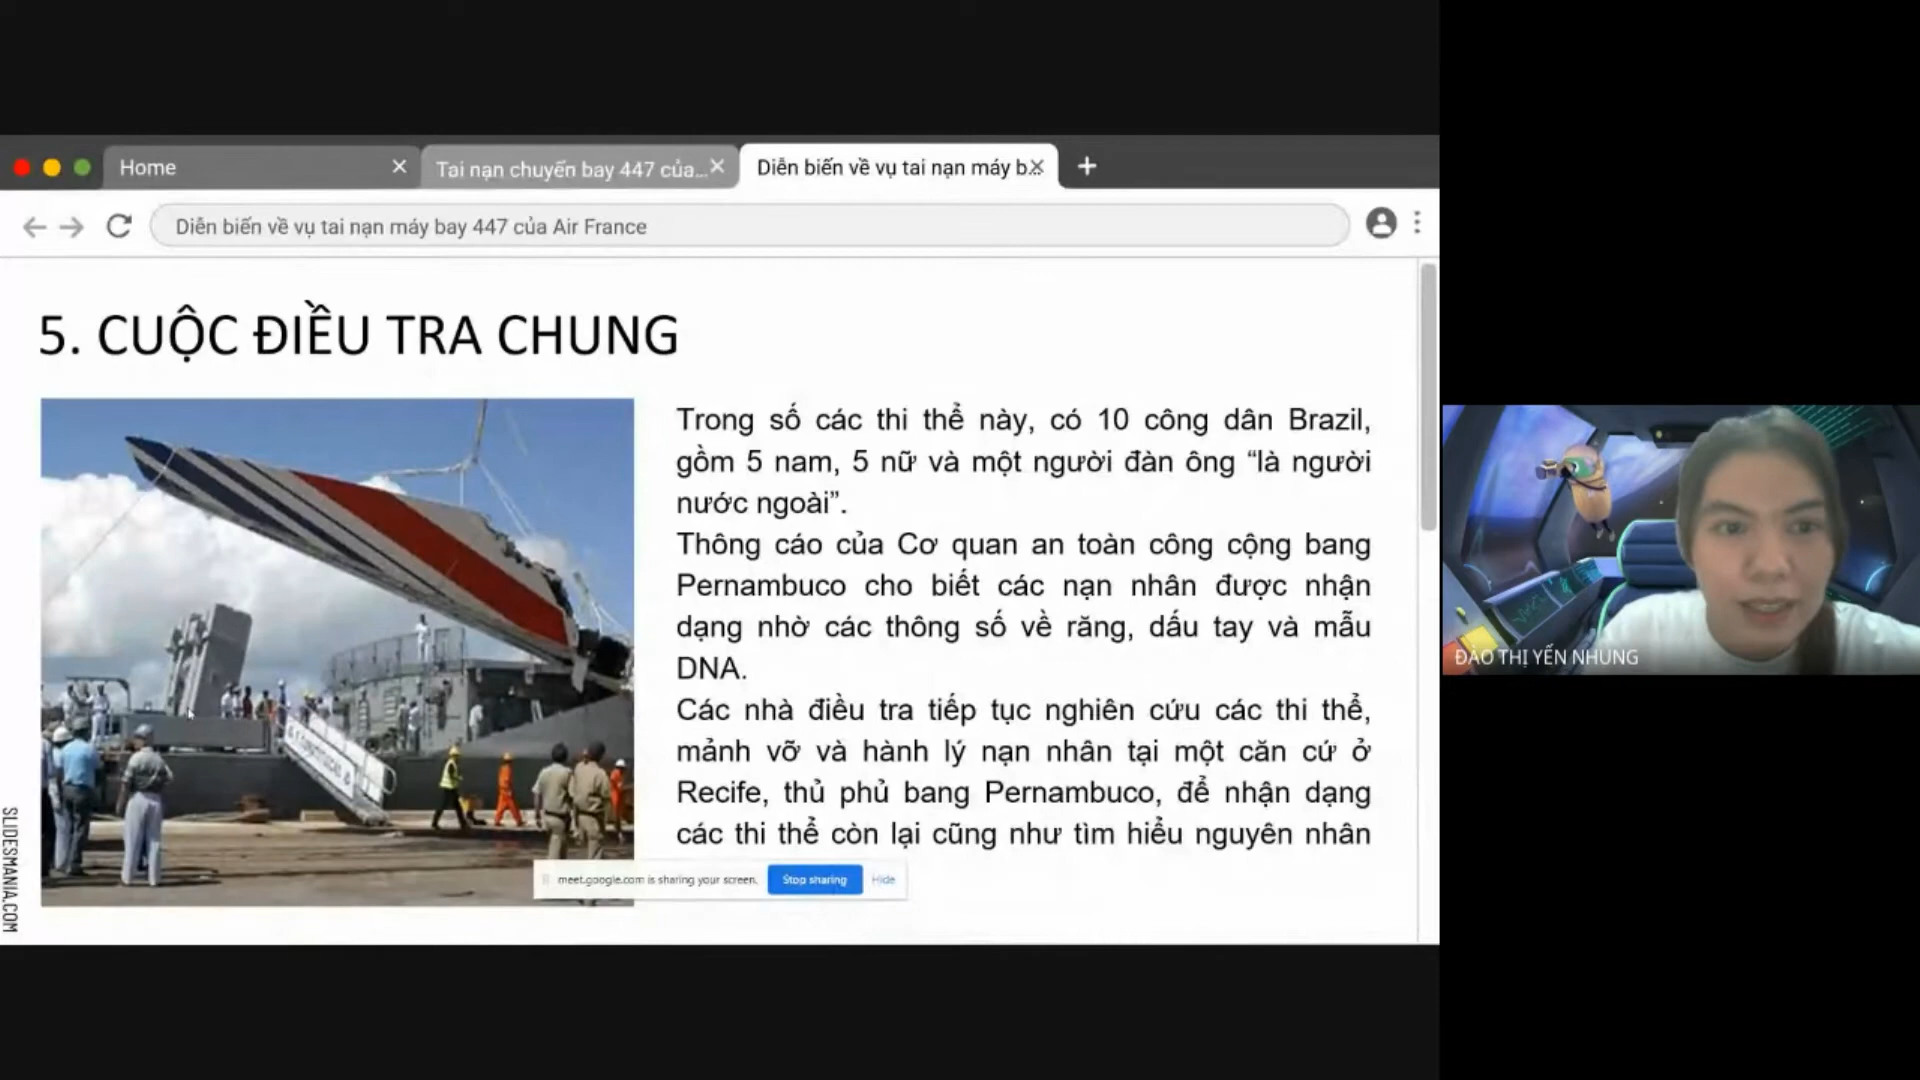 Home
Tai nạn chuyến bay 447 của...
Diễn biến về vụ tai nạn máy b...
Diễn biến về vụ tai nạn máy bay 447 của Air France
5. CUỘC ĐIỀU TRA CHUNG
Trong số các thi thể này, có 10 công dân Brazil,
gồm 5 nam, 5 nữ và một người đàn ông “là người
nước ngoài”.
Thông cáo của Cơ quan an toàn công cộng bang
Pernambuco cho biết các nạn nhân được nhận
dạng nhờ các thông số về răng, dấu tay và mẫu
DNA.
Các nhà điều tra tiếp tục nghiên cứu các thi thể,
mảnh vỡ và hành lý nạn nhân tại một căn cứ ở
Recife, thủ phủ bang Pernambuco, để nhận dạng
các thi thể còn lại cũng như tìm hiểu nguyên nhân
meet.google.com is sharing your screen.
Stop sharing
Hide
SLIDESMANIA.COM
ĐÀO THỊ YẾN NHUNG